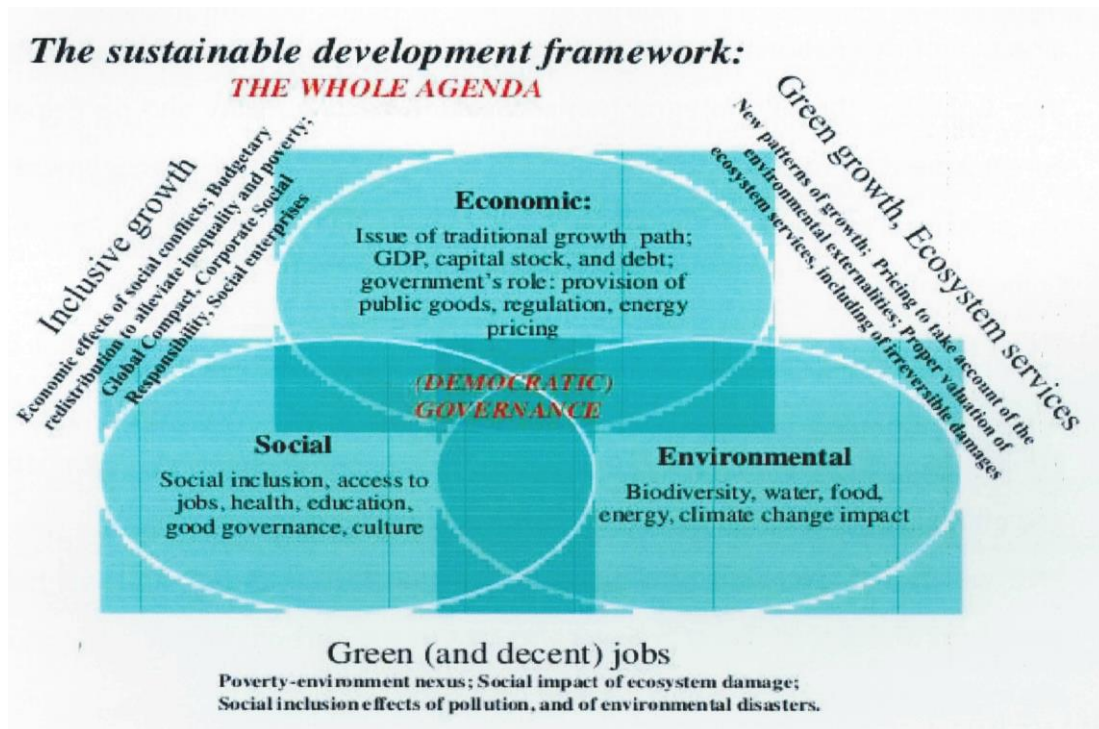 The sustainable development framework:
THE WHOLE AGENDA
Inclusive growth
Economic effects of social conflicts; Budgetary
redistribution to alleviate inequality and poverty;
Global Compact, Corporate Social
Responsibility, Social enterprises
Green growth, Ecosystem services
New patterns of growth; Pricing to take account of the
environmental externalities; Proper valuation of
ecosystem services, including of irreversible damages
Economic:
Issue of traditional growth path;
GDP, capital stock, and debt;
government's role: provision of
public goods, regulation, energy
pricing
(DEMOCRATIC)
GOVERNANCE
Social
Social inclusion, access to
jobs, health, education,
good governance, culture
Environmental
Biodiversity, water, food,
energy, climate change impact
Green (and decent) jobs
Poverty-environment nexus; Social impact of ecosystem damage;
Social inclusion effects of pollution, and of environmental disasters.